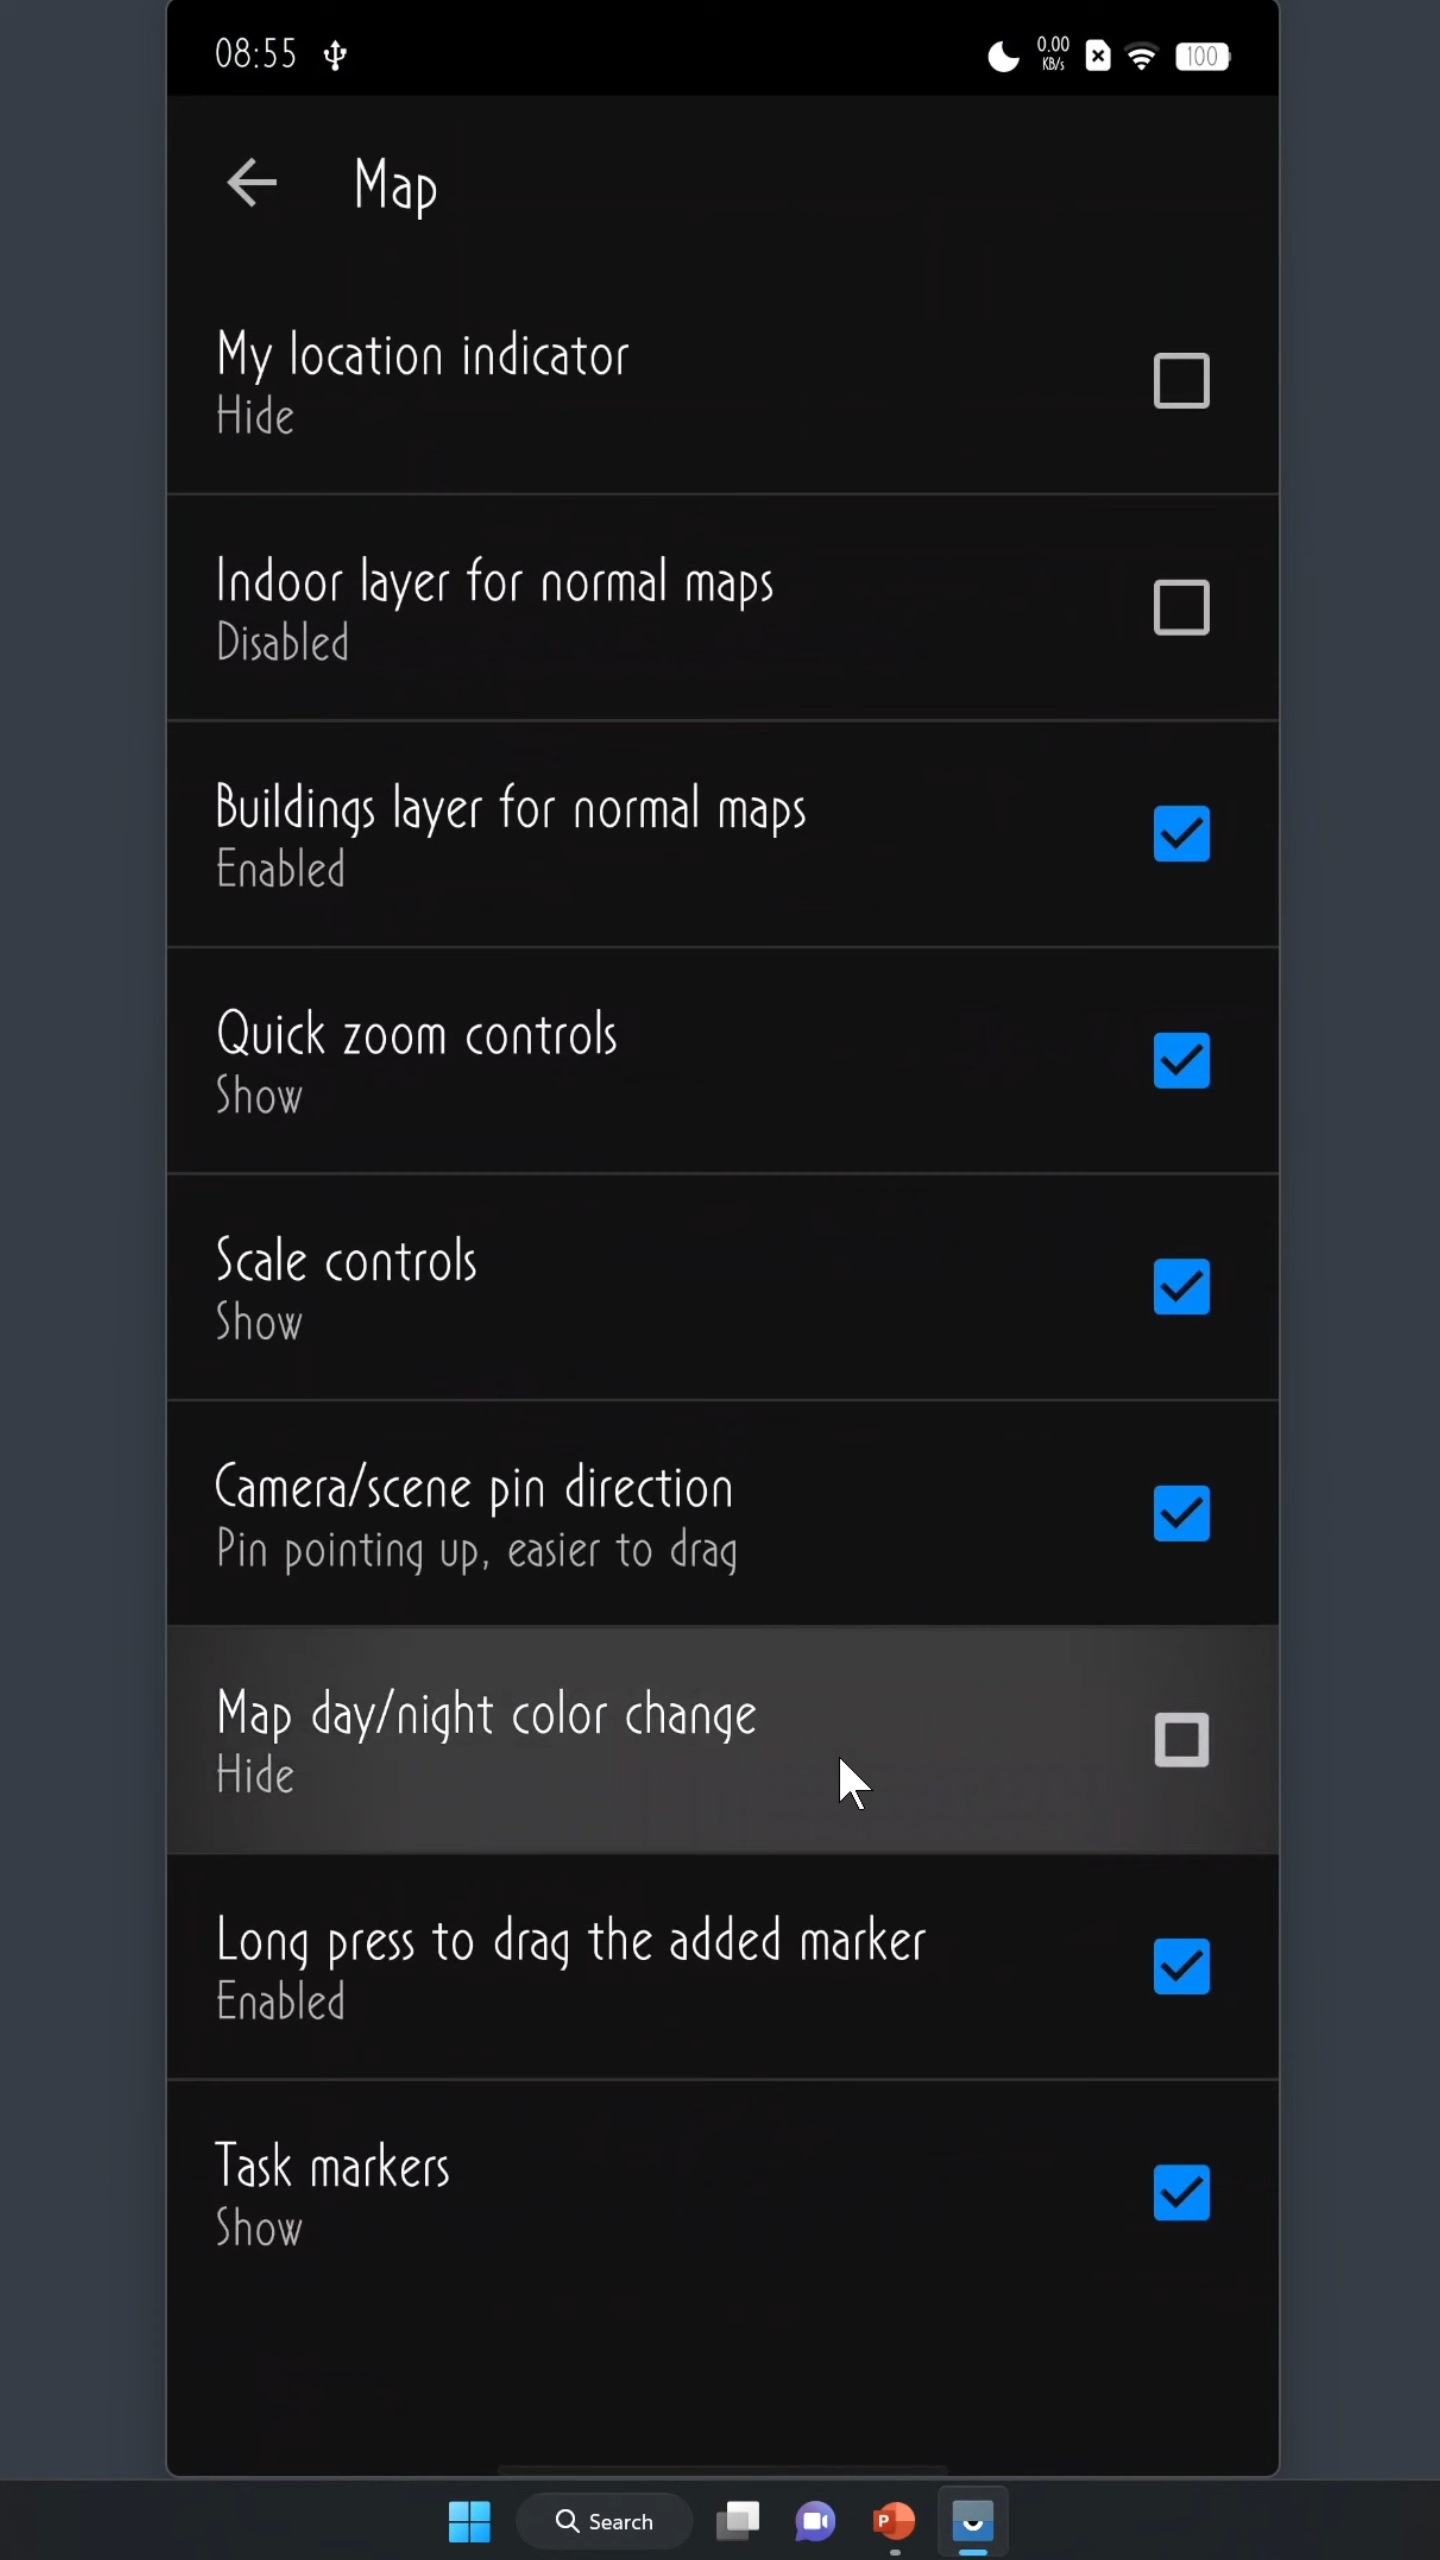 08:55
0.00
KB/s
100
Map
My location indicator
Hide
Indoor layer for normal maps
Disabled
Buildings layer for normal maps
Enabled
Quick zoom controls
Show
Scale controls
Show
Camera/scene pin direction
Pin pointing up, easier to drag
Map day/night color change
Hide
Long press to drag the added marker
Enabled
Task markers
Show
Search
P